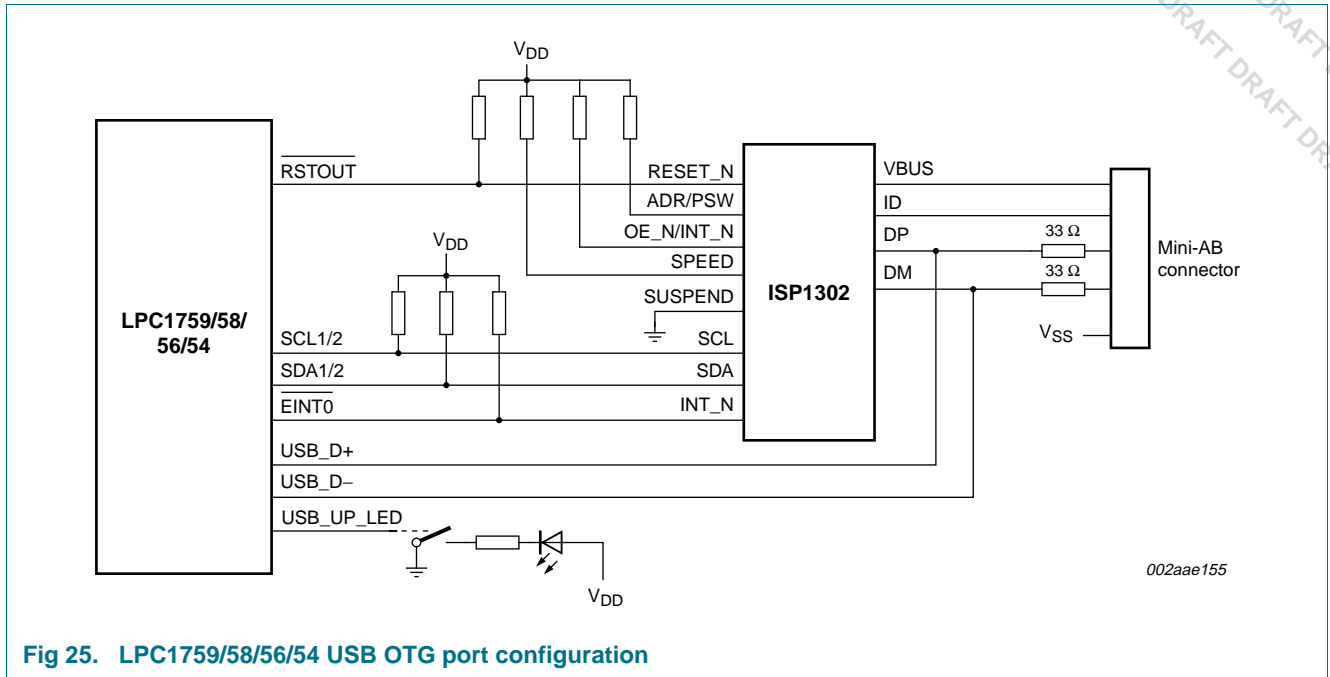 DRAFT DRAFT DRA
DRAFT
V_DD
RSTOUT
RESET_N
VBUS
ADR/PSW
ID
OE_N/INT_N
DP
33 Ω
V_DD
SPEED
DM
33 Ω
Mini-AB
connector
SUSPEND
ISP1302
LPC1759/58/
56/54
V_SS
SCL1/2
SCL
SDA1/2
SDA
EINT0
INT_N
USB_D+
USB_D−
USB_UP_LED
V_DD
002aae155
Fig 25. LPC1759/58/56/54 USB OTG port configuration